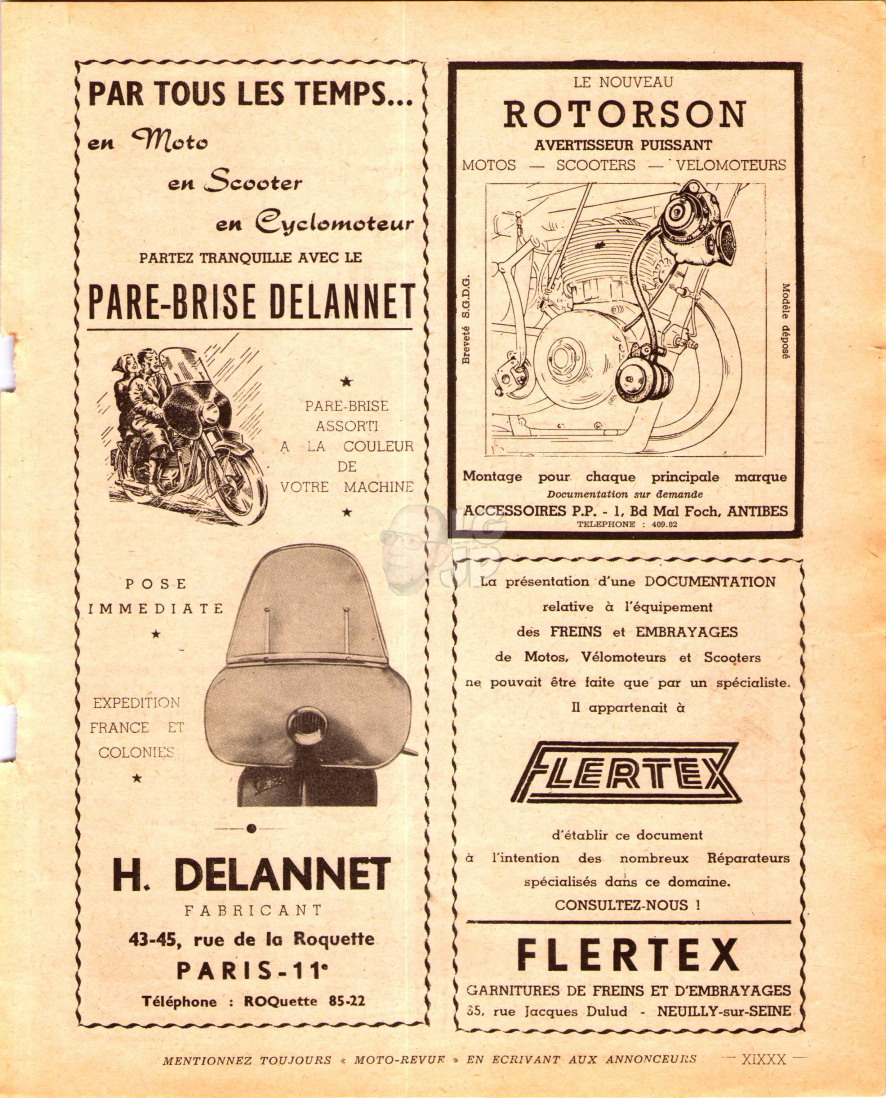 PAR TOUS LES TEMPS...
en Moto
en Scooter
en Cyclomoteur
PARTEZ TRANQUILLE AVEC LE
PARE-BRISE DELANNET
★
PARE-BRISE
ASSORTI
A LA COULEUR
DE
VOTRE MACHINE
★
POSE
IMMEDIATE
★
EXPEDITION
FRANCE ET
COLONIES
★
H. DELANNET
FABRICANT
43-45, rue de la Roquette
PARIS-11e
Téléphone : ROQuette 85-22
LE NOUVEAU
ROTORSON
AVERTISSEUR PUISSANT
MOTOS — SCOOTERS — VELOMOTEURS
Breveté S.G.D.G.
Modèle déposé
Montage pour chaque principale marque
Documentation sur demande
ACCESSOIRES P.P. - 1, Bd Mal Foch, ANTIBES
TELEPHONE : 409.02
LG
JP
La présentation d'une DOCUMENTATION
relative à l'équipement
des FREINS et EMBRAYAGES
de Motos, Vélomoteurs et Scooters
ne pouvait être faite que par un spécialiste.
Il appartenait à
FLERTEX
d'établir ce document
à l'intention des nombreux Réparateurs
spécialisés dans ce domaine.
CONSULTEZ-NOUS !
FLERTEX
GARNITURES DE FREINS ET D'EMBRAYAGES
35, rue Jacques Dulud - NEUILLY-sur-SEINE
MENTIONNEZ TOUJOURS « MOTO-REVUE » EN ECRIVANT AUX ANNONCEURS — XIXXX —